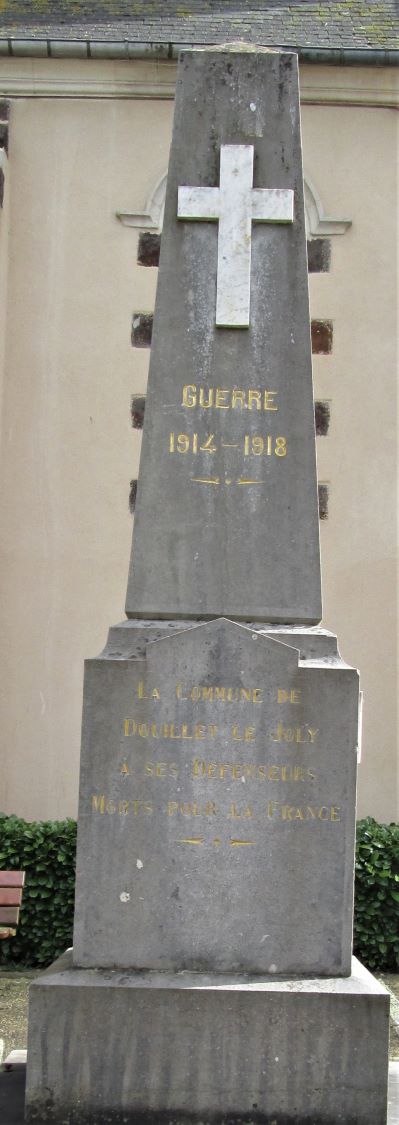 GUERRE
1914-1918
LA COMMUNE DE
DOUILLET LE JOLY
A SES DÉFENSEURS
MORTS POUR LA FRANCE